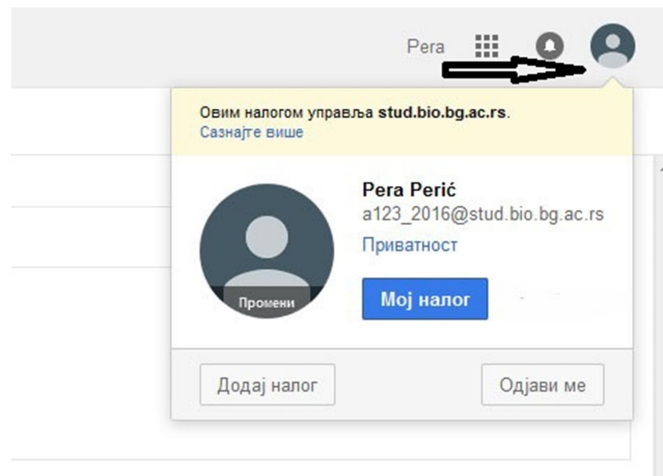 Pera
Овим налогом управља stud.bio.bg.ac.rs.
Сазнајте више
Pera Perić
a123_2016@stud.bio.bg.ac.rs
Приватност
Промени
Мој налог
Додај налог
Одјави ме